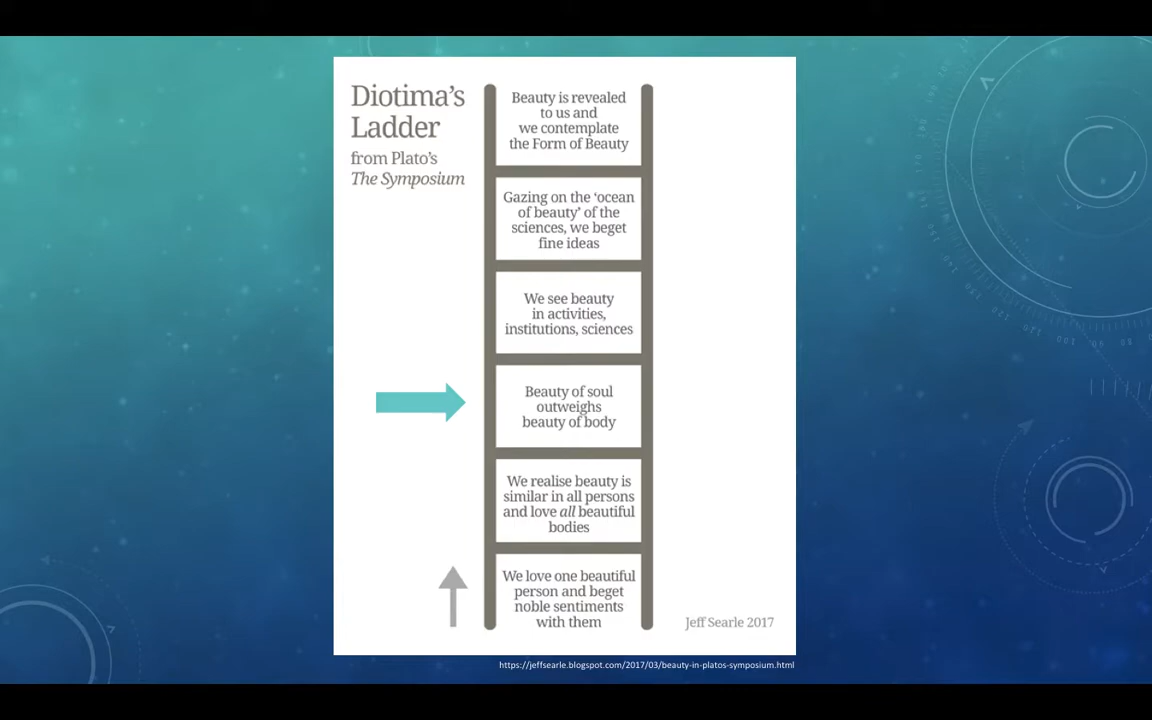 Diotima's
Ladder
from Plato's
The Symposium
Beauty is revealed
to us and
we contemplate
the Form of Beauty
Gazing on the ‘ocean
of beauty’ of the
sciences, we beget
fine ideas
We see beauty
in activities,
institutions, sciences
Beauty of soul
outweighs
beauty of body
We realise beauty is
similar in all persons
and love all beautiful
bodies
We love one beautiful
person and beget
noble sentiments
with them
Jeff Searle 2017
https://jeffsearle.blogspot.com/2017/03/beauty-in-platos-symposium.html